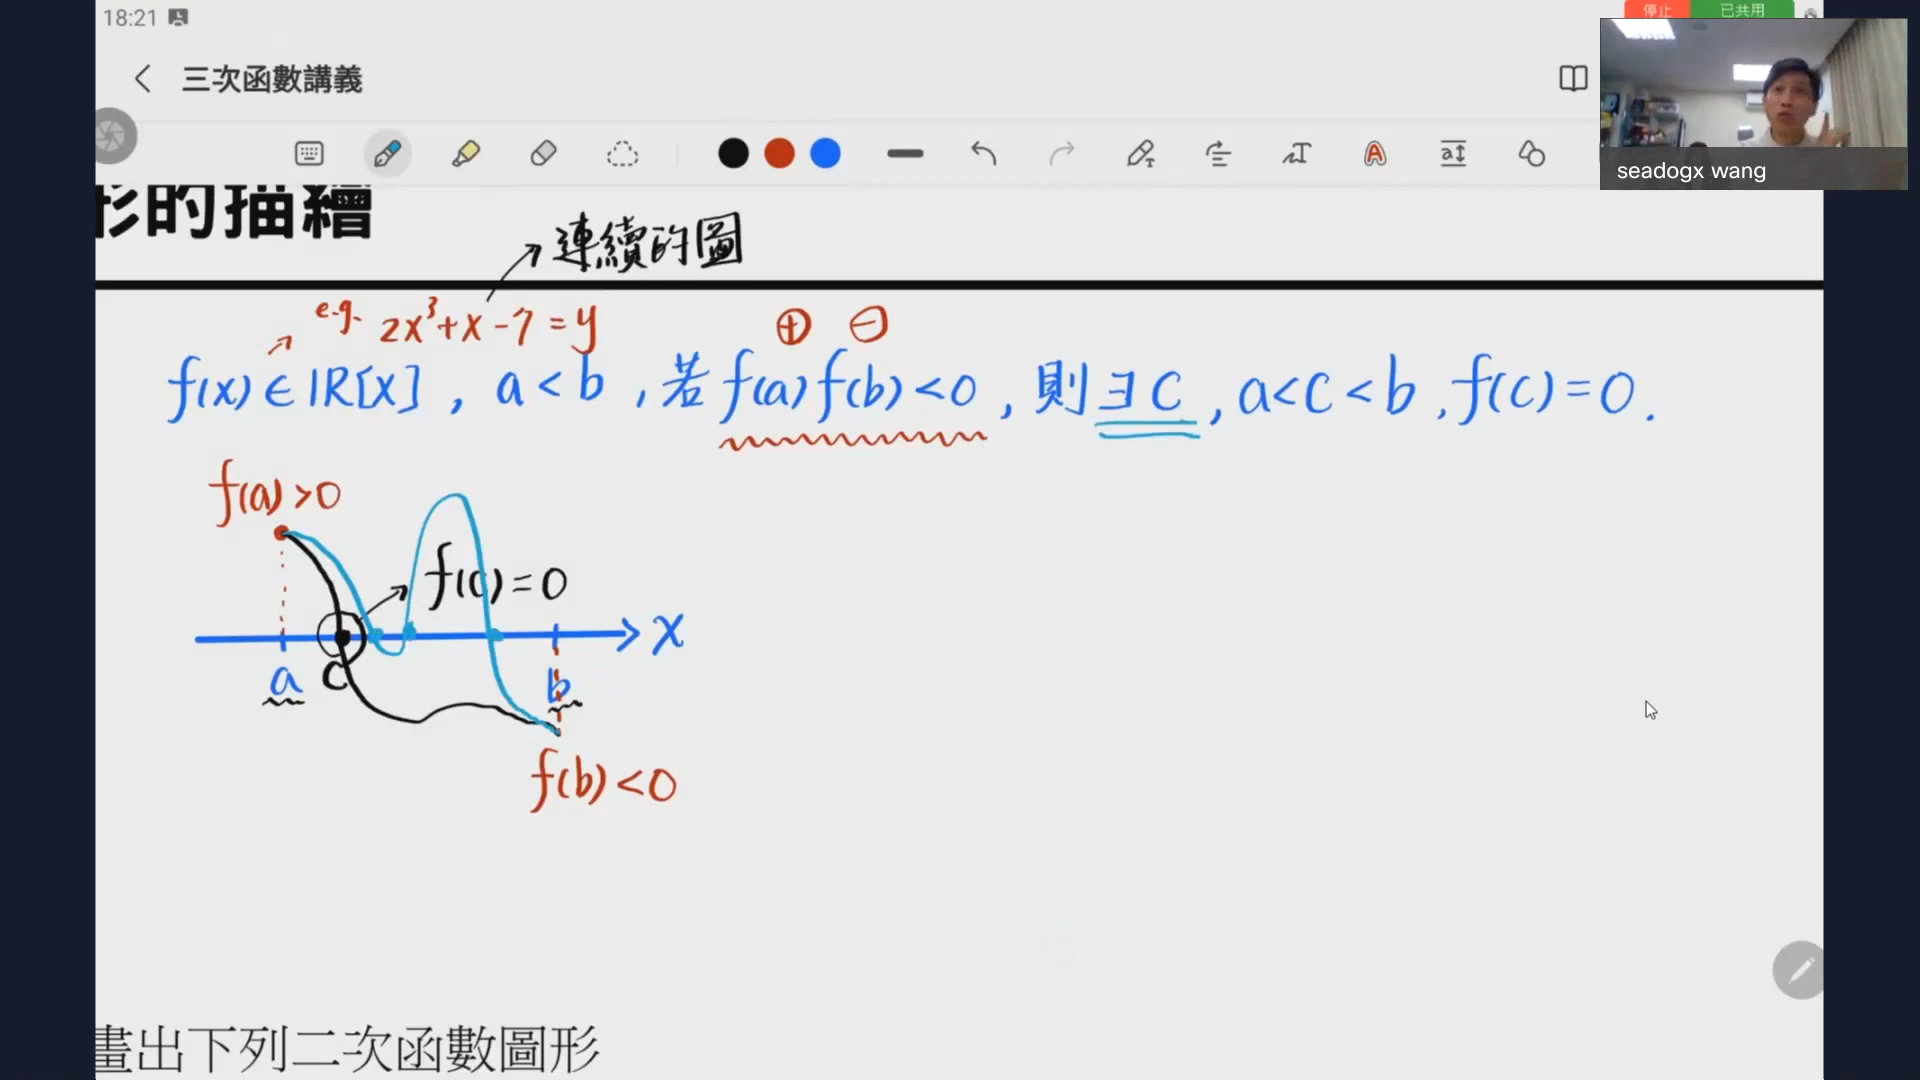 18:21
停止 已共用
三次函數講義
seadogx wang
形的描繪
連續的圖
e.g. 2x³+x-7=y ⊕ ⊖
f(x)∈ℝ[x], a<b, 若 f(a)f(b)<0, 則∃c, a<c<b, f(c)=0.
f(a)>0
f(c)=0
x
a c b
f(b)<0
畫出下列二次函數圖形